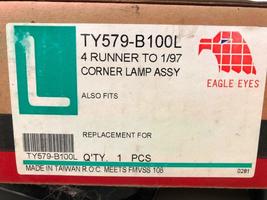 L
TY579-B100L
4 RUNNER TO 1/97
CORNER LAMP ASSY
EAGLE EYES
ALSO FITS
REPLACEMENT FOR
TY579-B100L Q'TY. 1 PCS
MADE IN TAIWAN R.O.C. MEETS FMVSS 108
0281